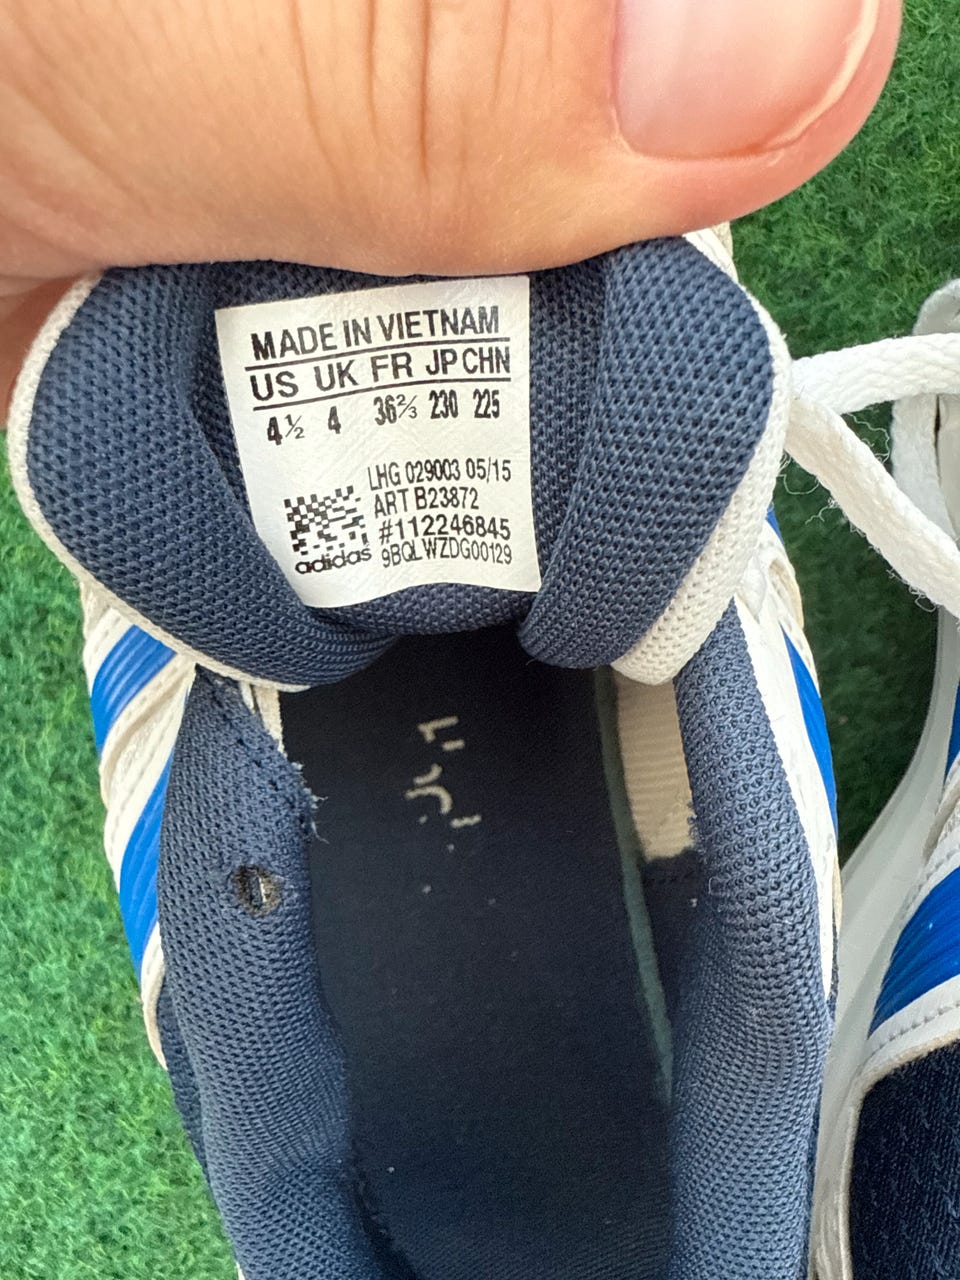 MADE IN VIETNAM
US UK FR JP CHN
4½ 4 36⅔ 230 225
LHG 029003 05/15
ART B23872
#112246845
adidas 9BQLWZDG00129